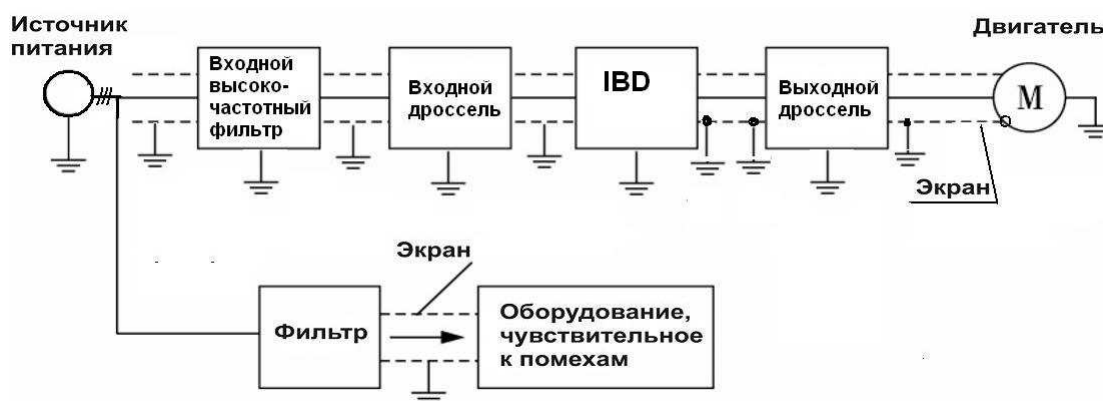 Источник
питания
Двигатель
Входной
высоко-
частотный
фильтр
Входной
дроссель
IBD
Выходной
дроссель
M
Экран
Экран
Фильтр
Оборудование,
чувствительное
к помехам